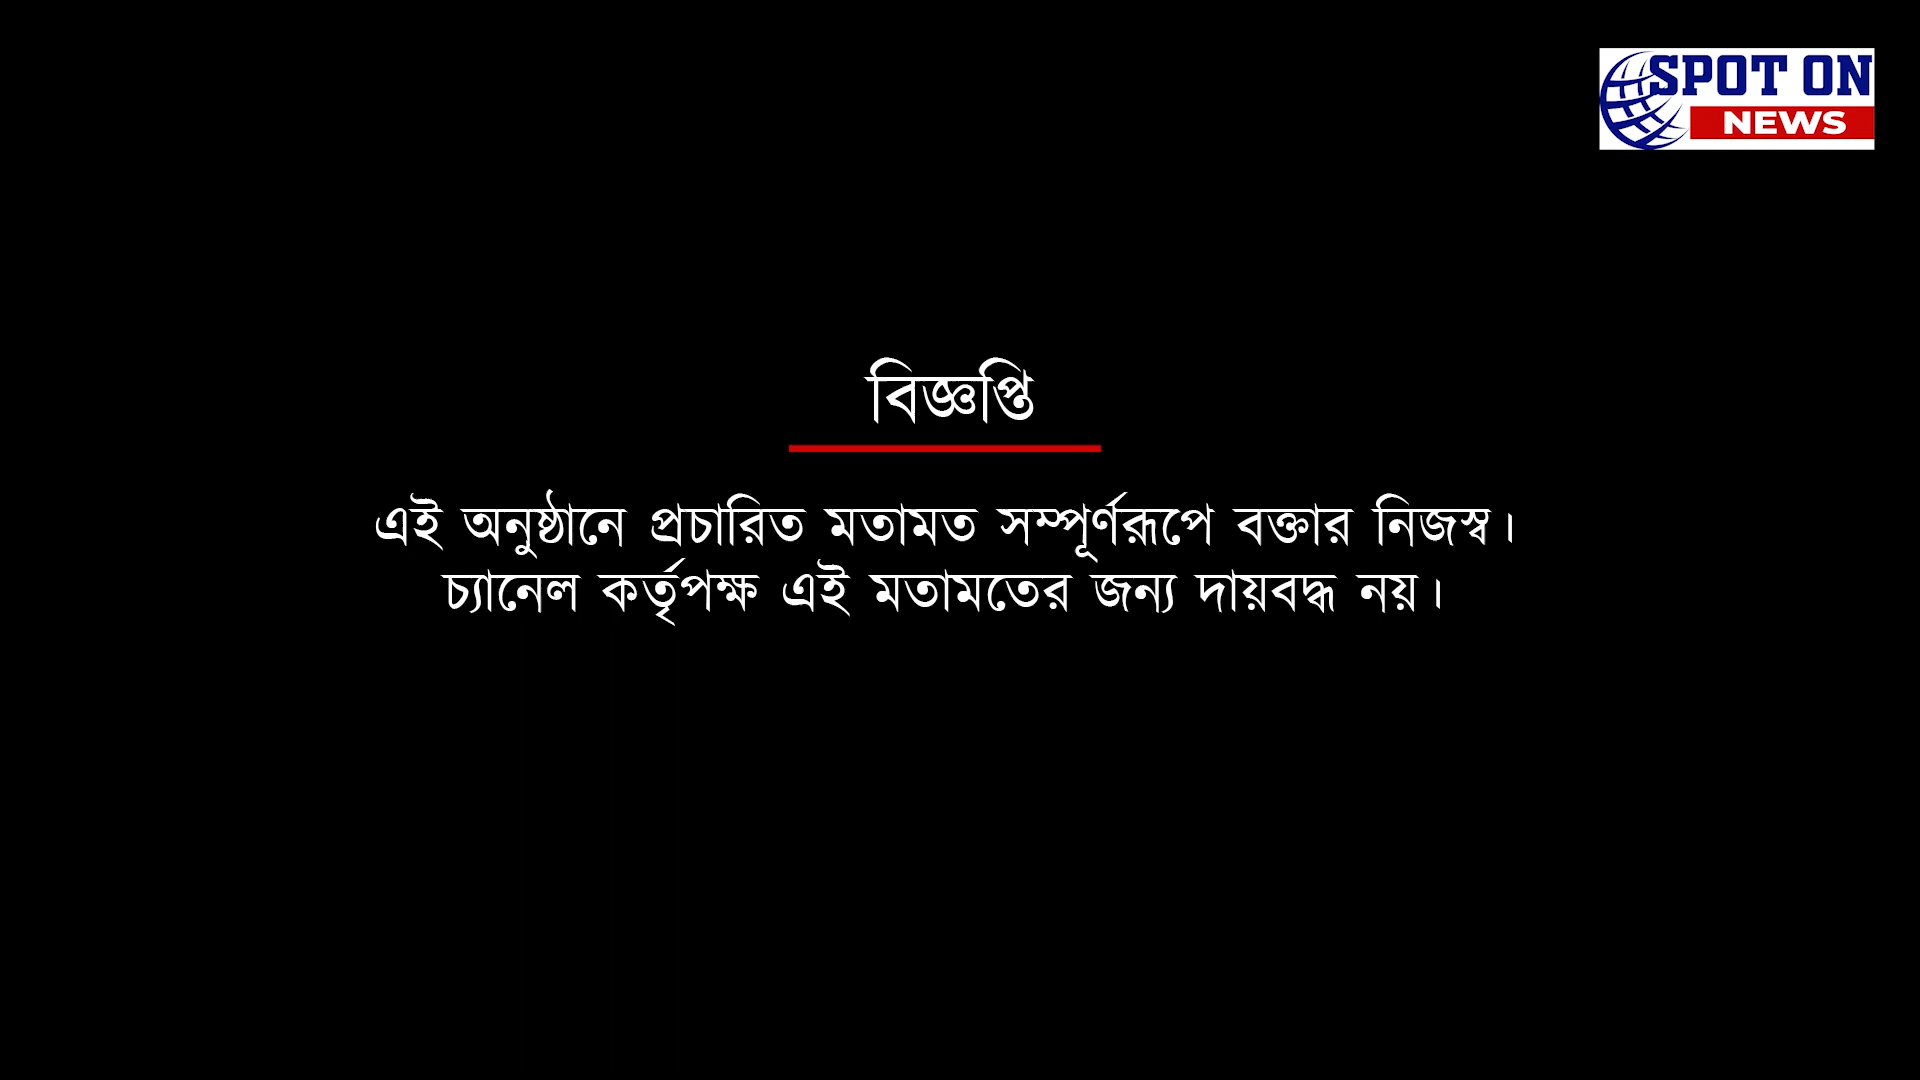 SPOT ON
NEWS
বিজ্ঞপ্তি
এই অনুষ্ঠানে প্রচারিত মতামত সম্পূর্ণরূপে বক্তার নিজস্ব।
চ্যানেল কর্তৃপক্ষ এই মতামতের জন্য দায়বদ্ধ নয়।